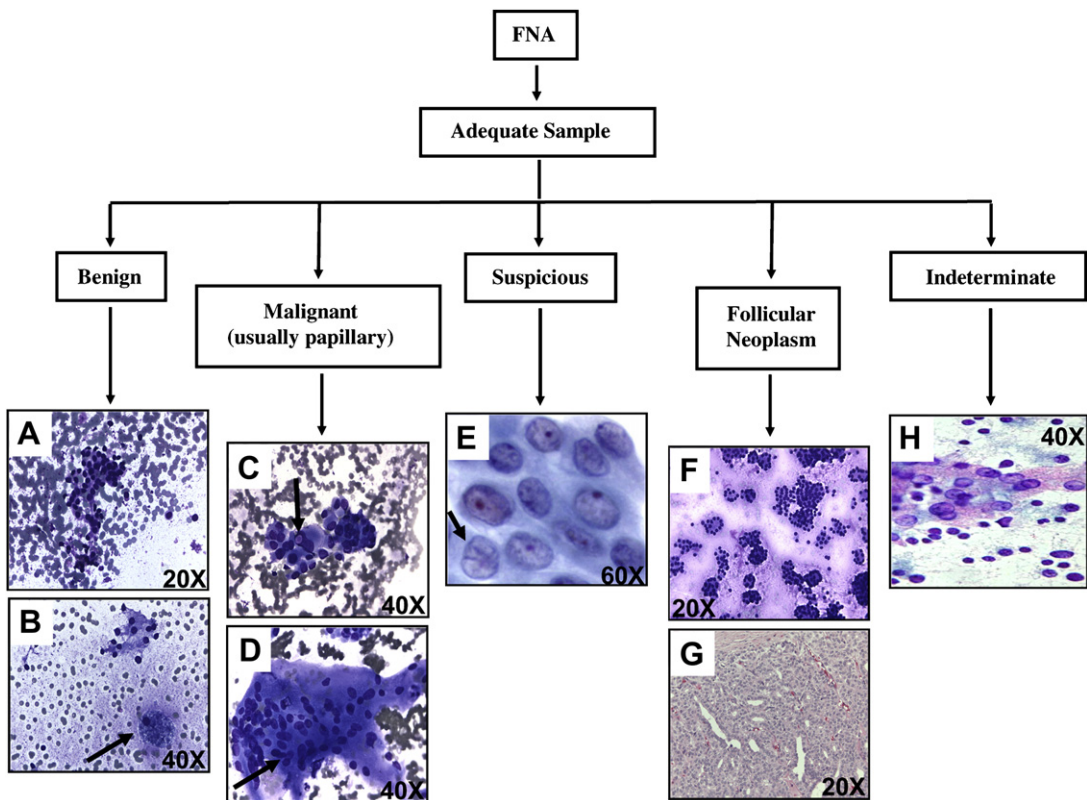 FNA
Adequate Sample
Benign
Malignant
(usually papillary)
Suspicious
Follicular
Neoplasm
Indeterminate
A
20X
B
40X
C
40X
D
40X
E
60X
F
20X
G
20X
H
40X